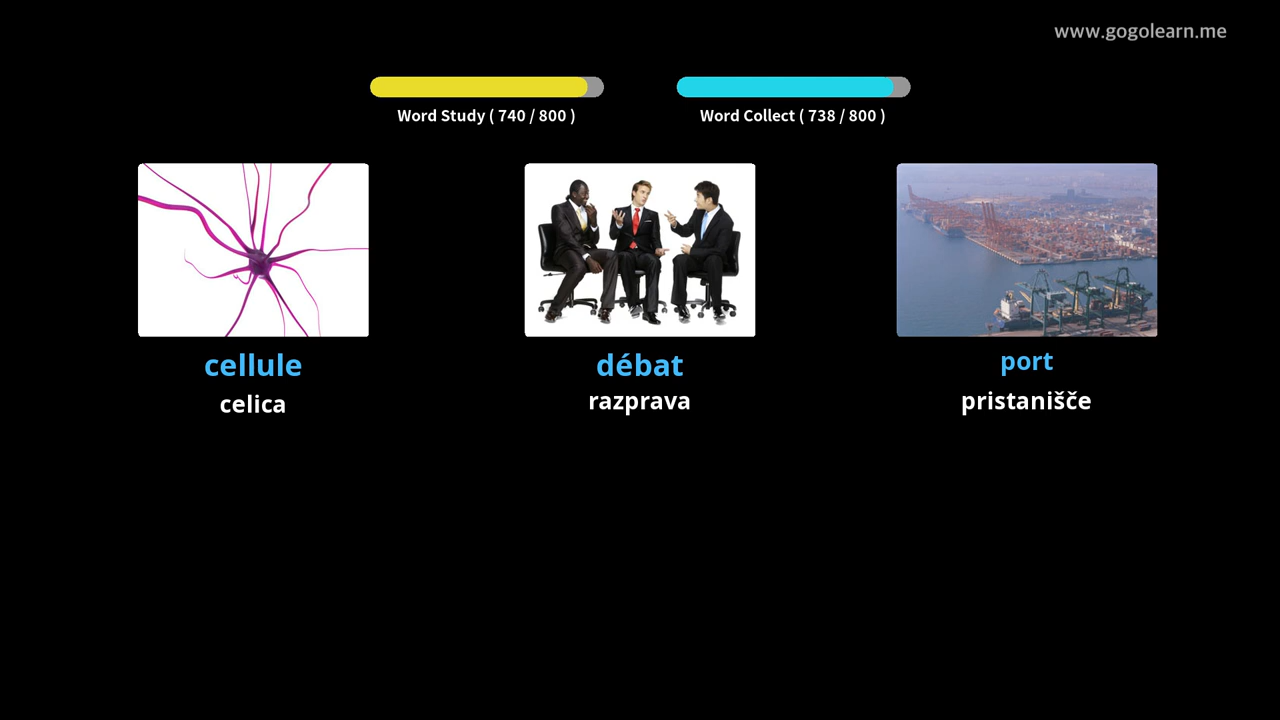 www.gogolearn.me
Word Study ( 740 / 800 )
Word Collect ( 738 / 800 )
cellule
celica
débat
razprava
port
pristanišče